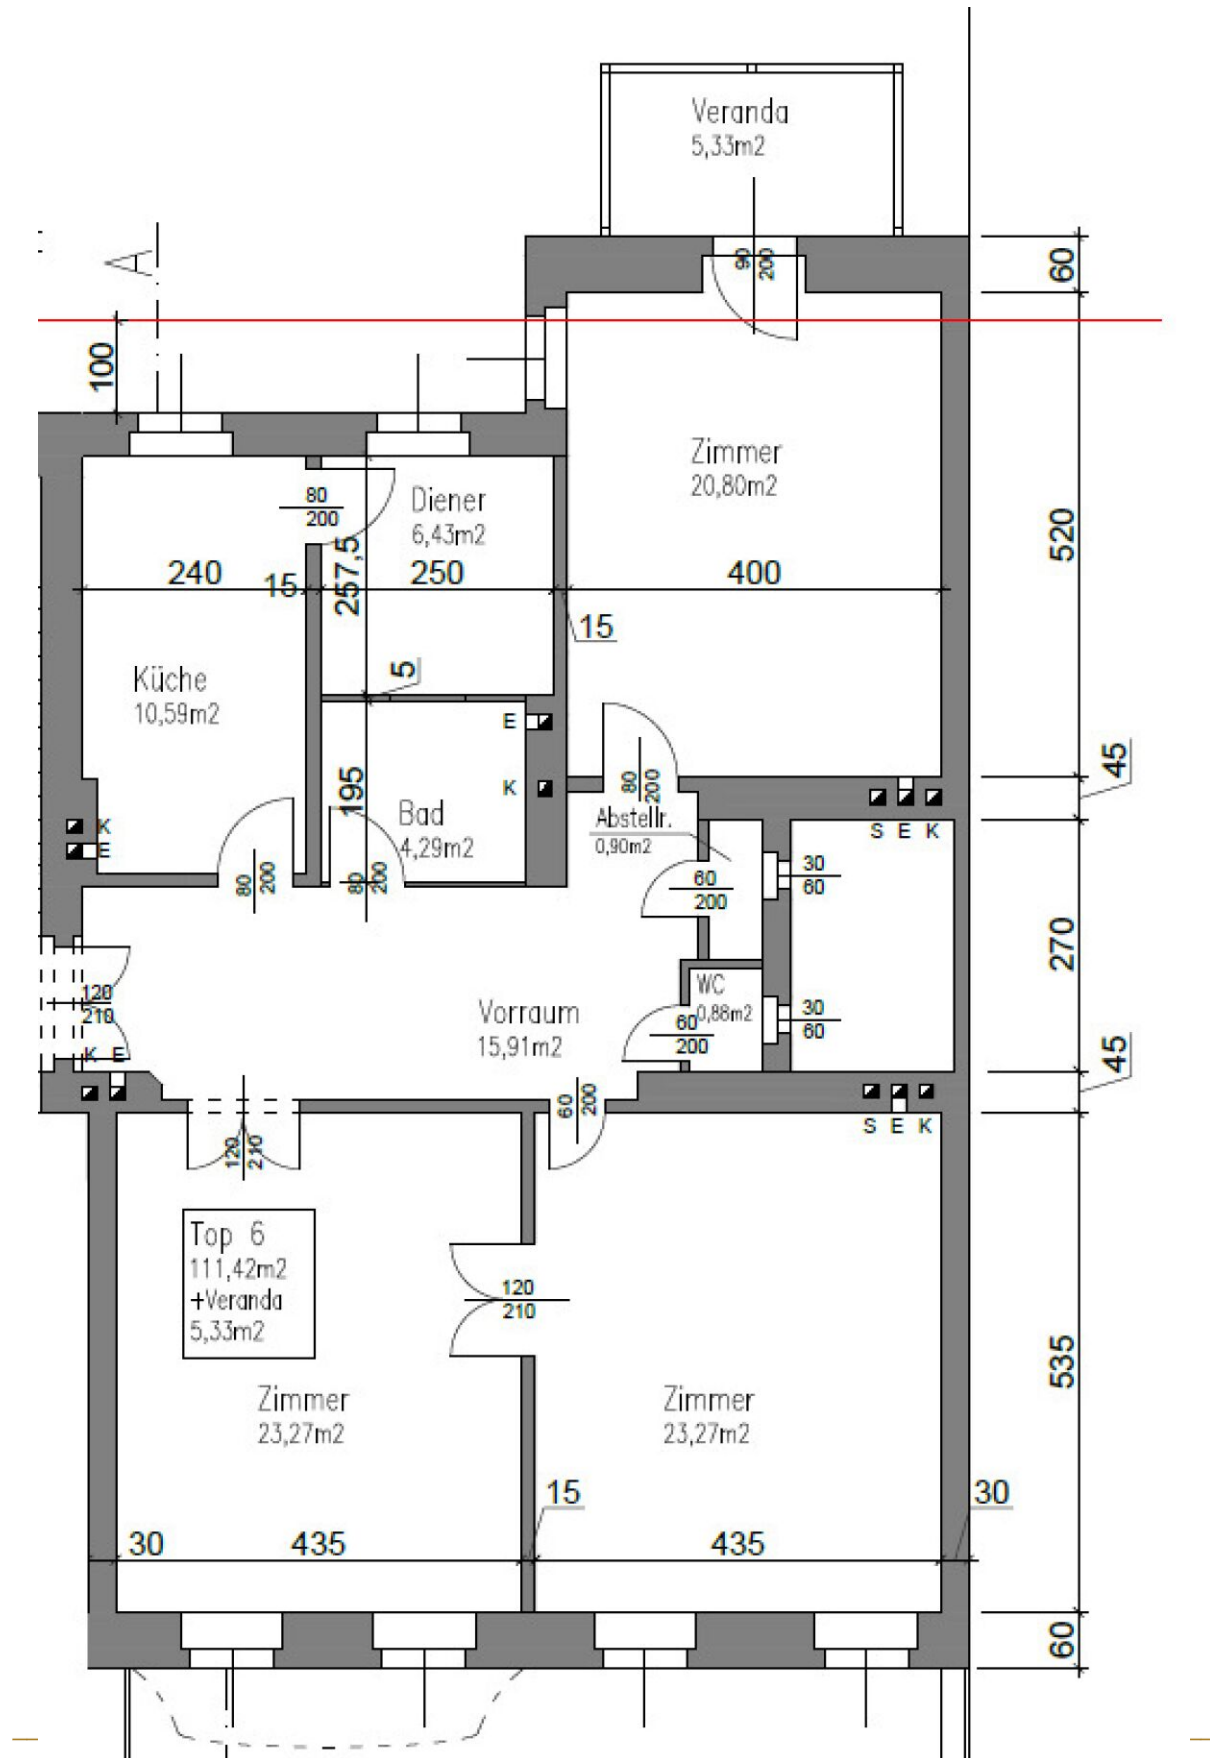 Veranda
5,33m2
90
200
60
A
100
Zimmer
20,80m2
80
200
Diener
6,43m2
520
240
15
257,5
250
400
15
5
Küche
10,59m2
E
195
K
80
200
45
Bad
4,29m2
Abstellr.
0,90m2
S E K
K
E
80
200
80
200
60
200
30
60
270
120
210
WC
0,88m2
Vorraum
15,91m2
60
200
30
60
K E
45
60
200
S E K
120
210
Top 6
111,42m2
+Veranda
5,33m2
120
210
535
Zimmer
23,27m2
Zimmer
23,27m2
15
30
30
435
435
60